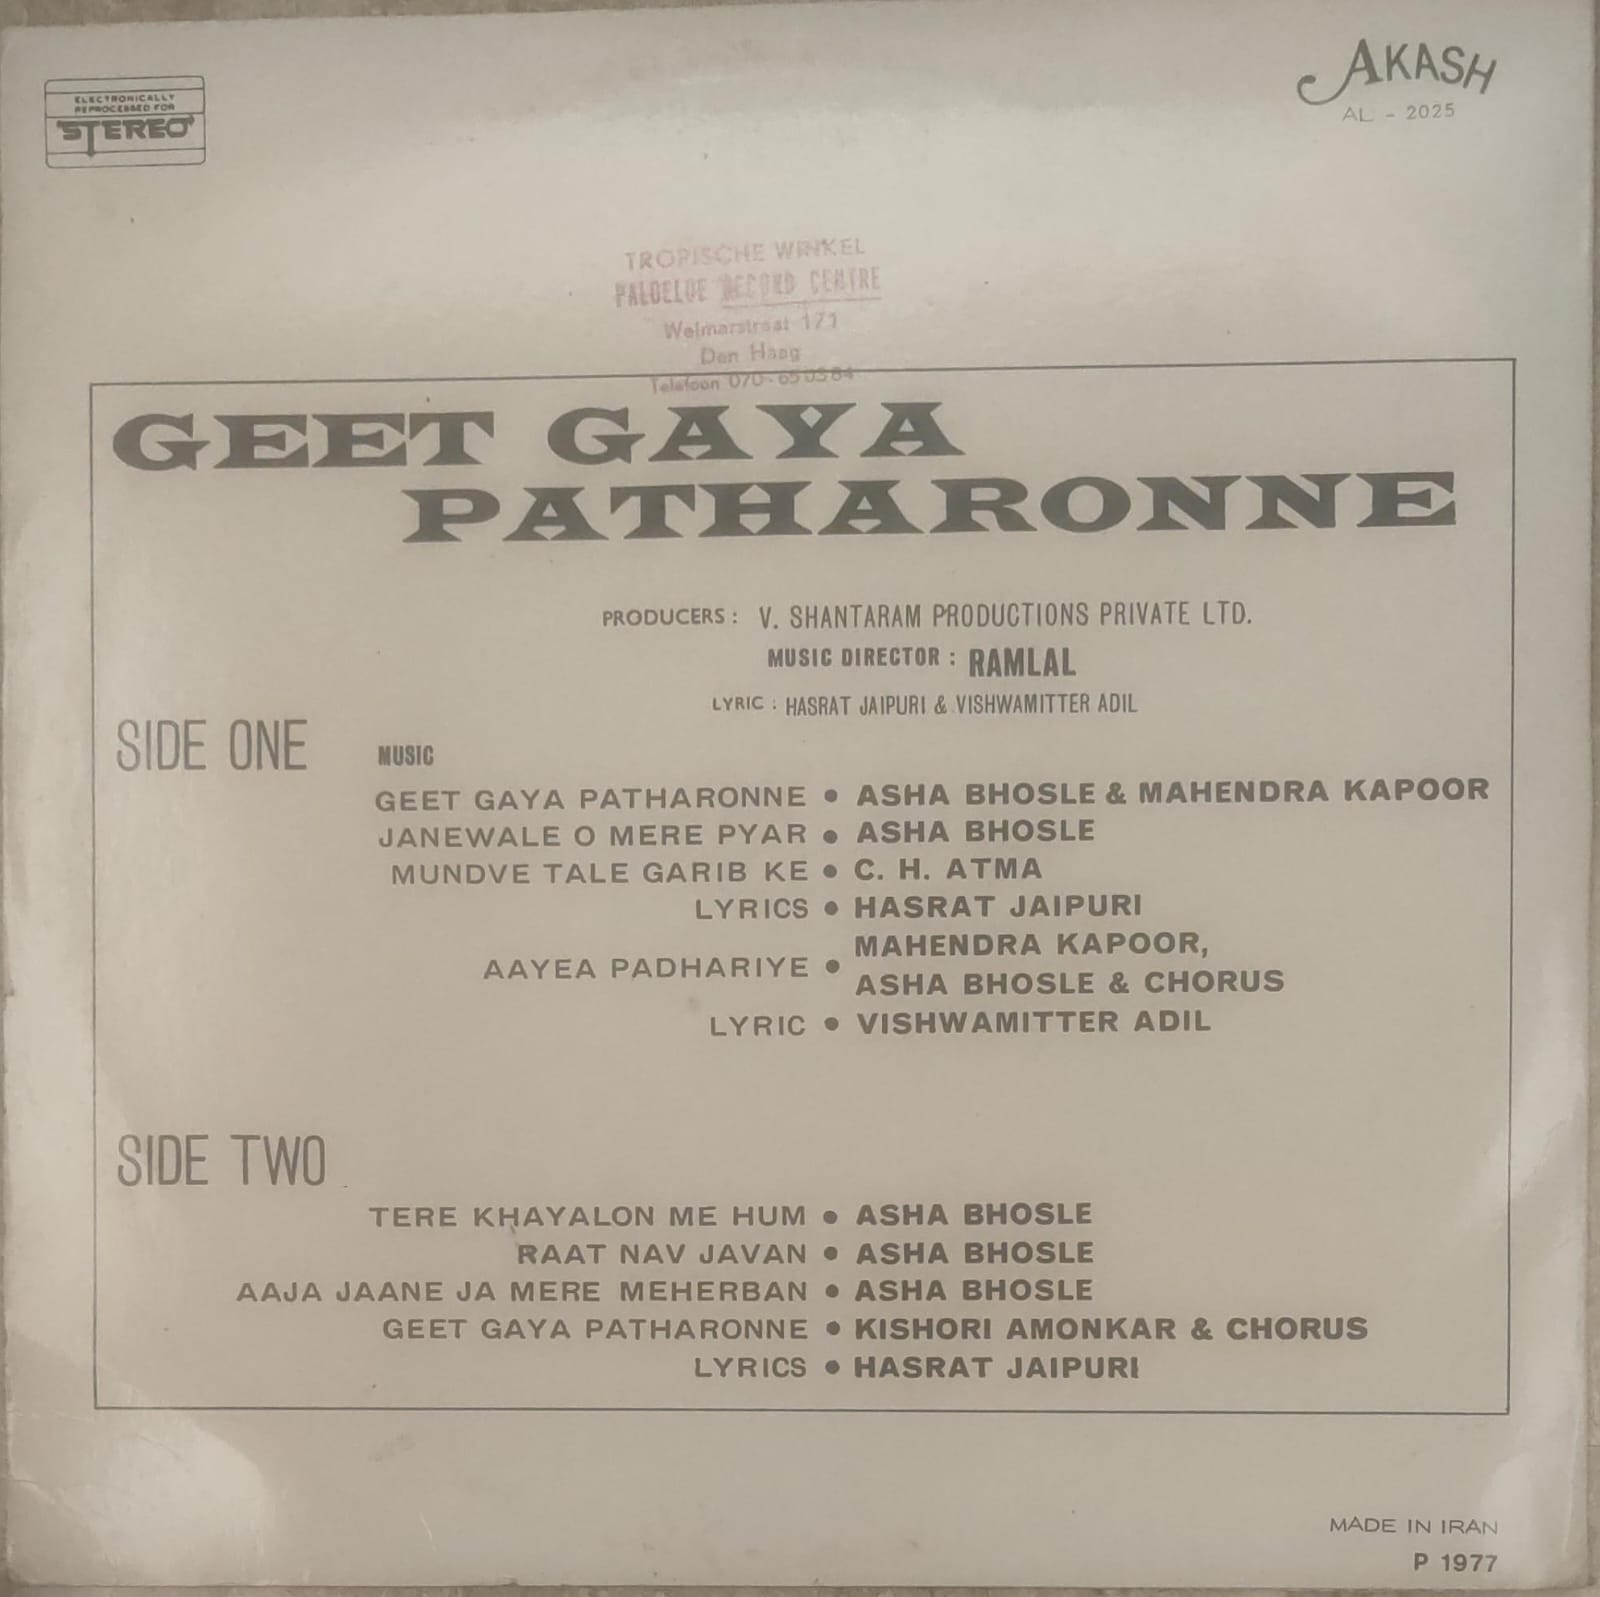 ELECTRONICALLY
REPROCESSED FOR
STEREO
AKASH
AL - 2025
TROPISCHE WINKEL
RECORD CENTRE
171
Den Haag
Telefoon 070-
GEET GAYA
PATHARONNE
PRODUCERS : V. SHANTARAM PRODUCTIONS PRIVATE LTD.
MUSIC DIRECTOR : RAMLAL
LYRIC : HASRAT JAIPURI & VISHWAMITTER ADIL
SIDE ONE
MUSIC
GEET GAYA PATHARONNE • ASHA BHOSLE & MAHENDRA KAPOOR
JANEWALE O MERE PYAR • ASHA BHOSLE
MUNDVE TALE GARIB KE • C. H. ATMA
LYRICS • HASRAT JAIPURI
AAYEA PADHARIYE • MAHENDRA KAPOOR,
ASHA BHOSLE & CHORUS
LYRIC • VISHWAMITTER ADIL
SIDE TWO
TERE KHAYALON ME HUM • ASHA BHOSLE
RAAT NAV JAVAN • ASHA BHOSLE
AAJA JAANE JA MERE MEHERBAN • ASHA BHOSLE
GEET GAYA PATHARONNE • KISHORI AMONKAR & CHORUS
LYRICS • HASRAT JAIPURI
MADE IN IRAN
P 1977